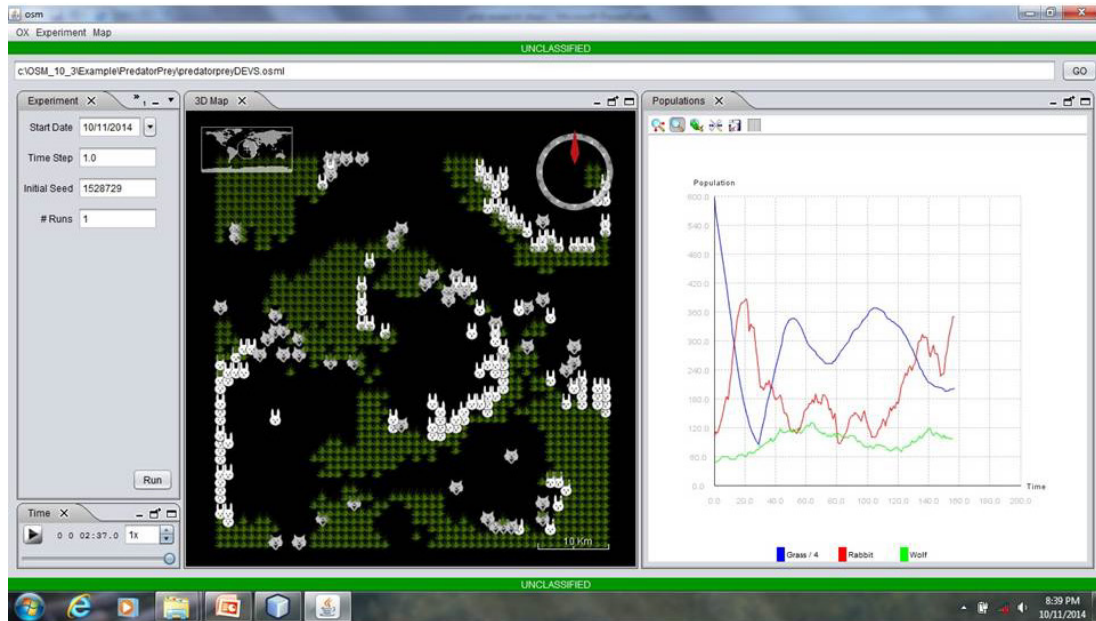 osm
OX Experiment Map
UNCLASSIFIED
c:\OSM_10_3\Example\PredatorPrey\predatorpreyDEVS.osml
GO
Experiment
Start Date 10/11/2014
Time Step 1.0
Initial Seed 1528729
# Runs 1
Run
Time
0 0 02:37.0 1x
3D Map
10 Km
Populations
Population
600.0
540.0
480.0
420.0
360.0
300.0
240.0
180.0
120.0
60.0
0.0
Time
0.0 20.0 40.0 60.0 80.0 100.0 120.0 140.0 160.0 180.0 200.0
Grass / 4 Rabbit Wolf
UNCLASSIFIED
8:39 PM
10/11/2014